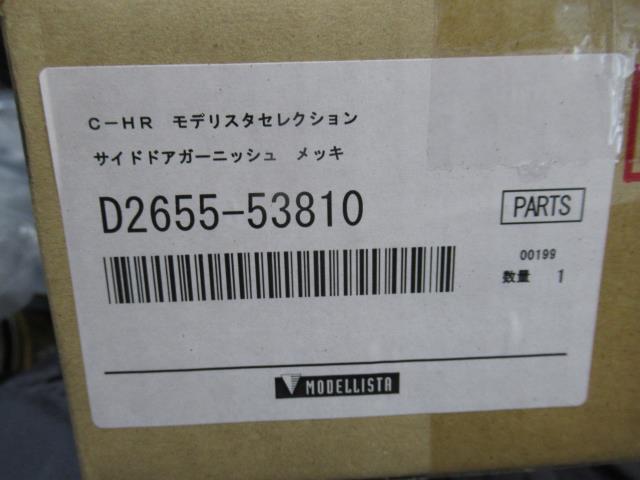 C-HR モデリスタセレクション
サイドドアガーニッシュ メッキ
D2655-53810
PARTS
00199
数量 1
MODELLISTA